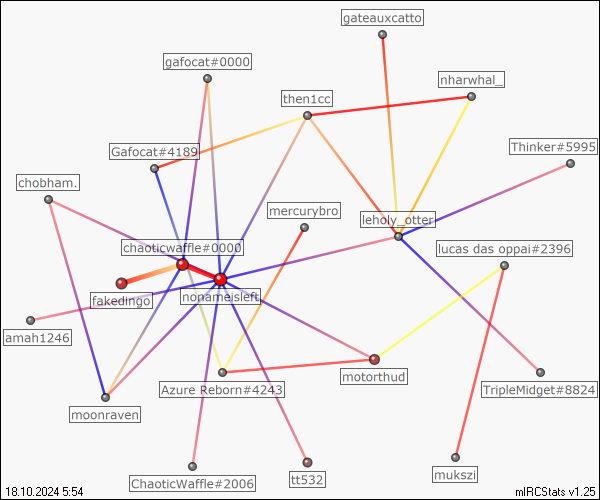 gateauxcatto
gafocat#0000
nharwhal_
then1cc
Thinker#5995
Gafocat#4189
chobham.
mercurybro
leholy_otter
chaoticwaffle#0000
lucas das oppai#2396
fakedingo
nonameisleft
amah1246
motorthud
Azure Reborn#4243
TripleMidget#8824
moonraven
mukszi
tt532
ChaoticWaffle#2006
18.10.2024 5:54
mIRCStats v1.25